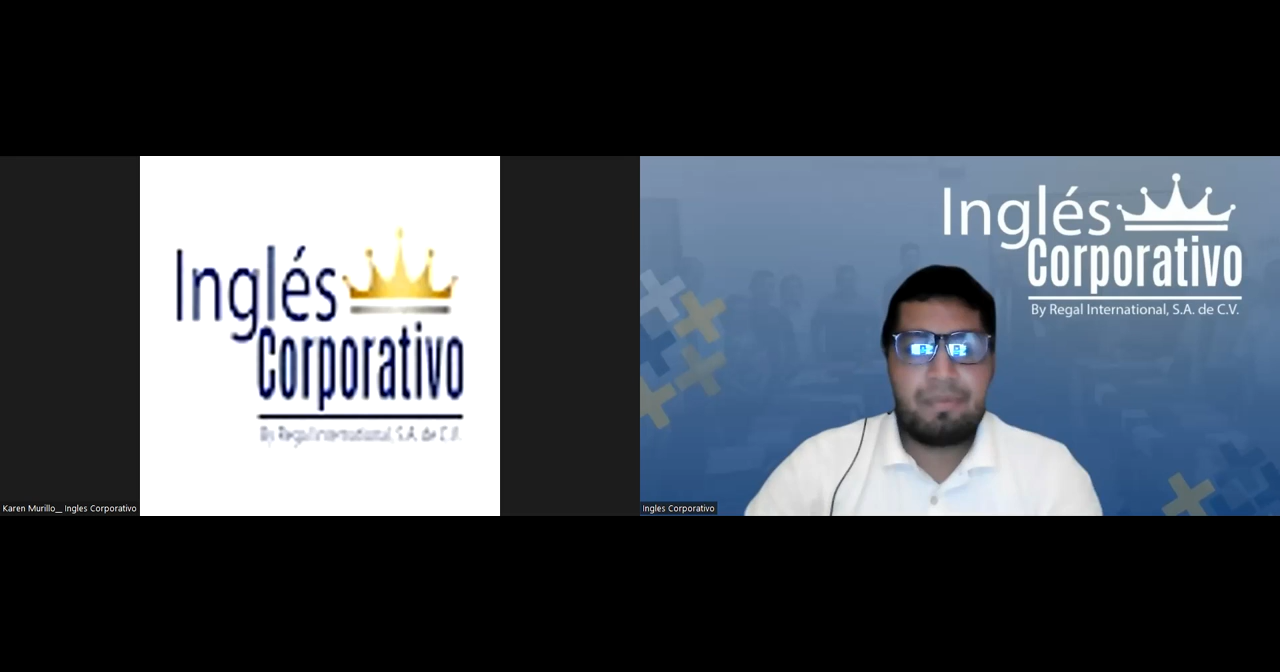 Inglés
Corporativo
By Regal International, S.A. de C.V.
Karen Murillo__ Ingles Corporativo
Inglés
Corporativo
By Regal International, S.A. de C.V.
Ingles Corporativo